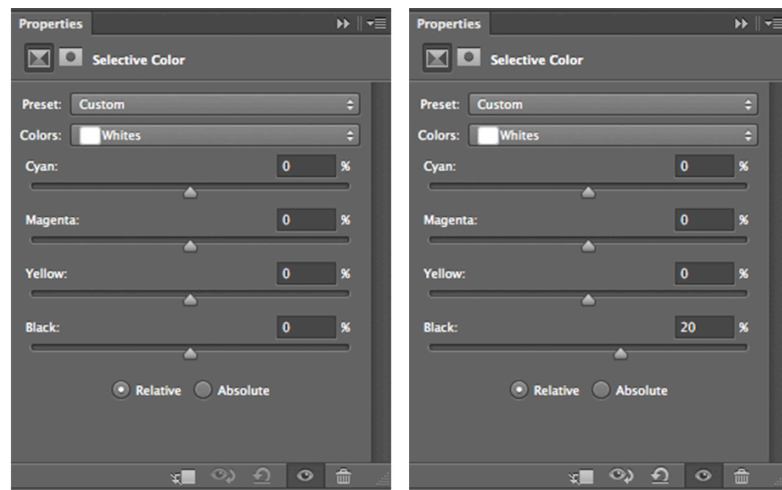 Properties
Selective Color
Preset: Custom
Colors: Whites
Cyan: 0 %
Magenta: 0 %
Yellow: 0 %
Black: 0 %
Relative Absolute
Properties
Selective Color
Preset: Custom
Colors: Whites
Cyan: 0 %
Magenta: 0 %
Yellow: 0 %
Black: 20 %
Relative Absolute